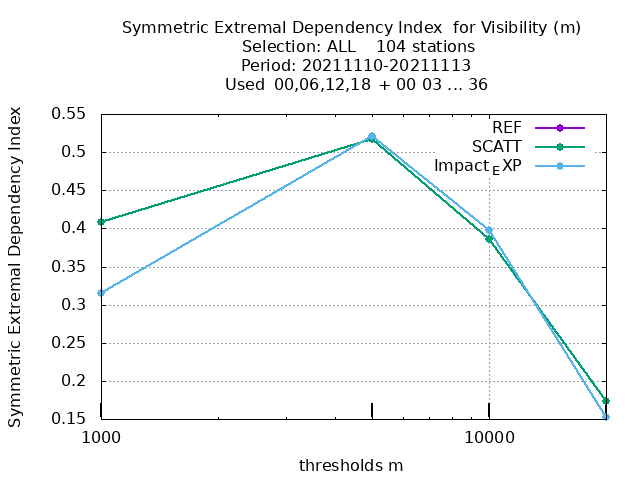 Symmetric Extremal Dependency Index  for Visibility (m)
Selection: ALL    104 stations
Period: 20211110-20211113
Used  00,06,12,18  + 00 03 ... 36
Symmetric Extremal Dependency Index
0.55
0.5
0.45
0.4
0.35
0.3
0.25
0.2
0.15
REF
SCATT
Impact_EXP
1000
10000
thresholds m